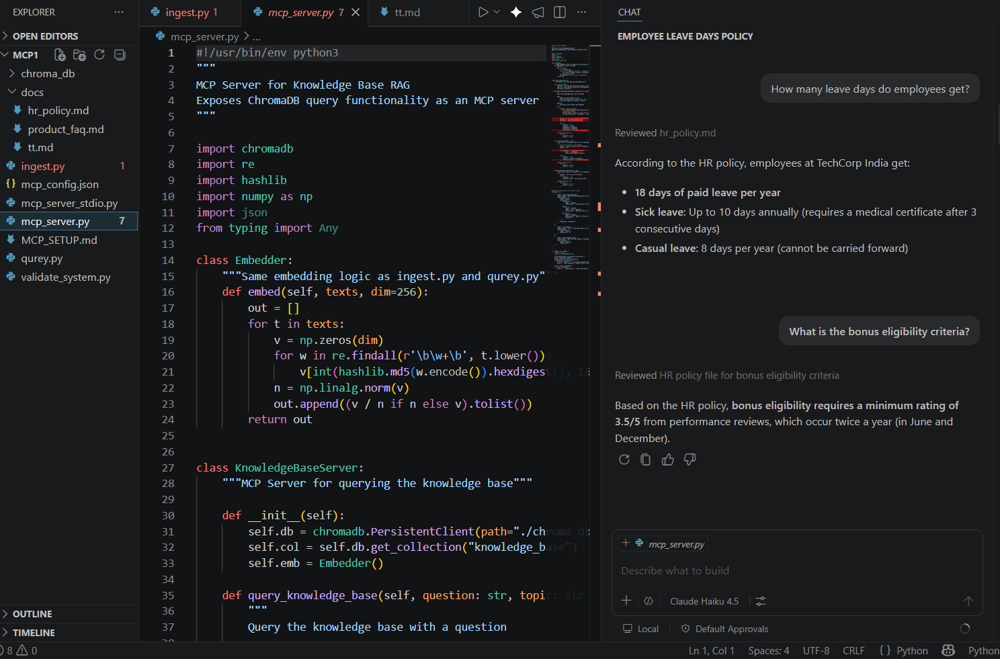 EXPLORER
OPEN EDITORS
MCP1
chroma_db
docs
hr_policy.md
product_faq.md
tt.md
ingest.py 1
mcp_config.json
mcp_server_stdio.py
mcp_server.py 7
MCP_SETUP.md
qurey.py
validate_system.py
OUTLINE
TIMELINE
ingest.py 1
mcp_server.py 7
tt.md
mcp_server.py > ...
1 #!/usr/bin/env python3
2 """
3 MCP Server for Knowledge Base RAG
4 Exposes ChromaDB query functionality as an MCP server
5 """
6
7 import chromadb
8 import re
9 import hashlib
10 import numpy as np
11 import json
12 from typing import Any
13
14 class Embedder:
15 """Same embedding logic as ingest.py and qurey.py"""
16 def embed(self, texts, dim=256):
17 out = []
18 for t in texts:
19 v = np.zeros(dim)
20 for w in re.findall(r'\b\w+\b', t.lower()):
21 v[int(hashlib.md5(w.encode()).hexdigest(), 16
22 n = np.linalg.norm(v)
23 out.append((v / n if n else v).tolist())
24 return out
25
26
27 class KnowledgeBaseServer:
28 """MCP Server for querying the knowledge base"""
29
30 def __init__(self):
31 self.db = chromadb.PersistentClient(path="./chroma_db
32 self.col = self.db.get_collection("knowledge_base")
33 self.emb = Embedder()
34
35 def query_knowledge_base(self, question: str, topic: str
36 """
37 Query the knowledge base with a question
CHAT
EMPLOYEE LEAVE DAYS POLICY
How many leave days do employees get?
Reviewed hr_policy.md
According to the HR policy, employees at TechCorp India get:
• 18 days of paid leave per year
• Sick leave: Up to 10 days annually (requires a medical certificate after 3
consecutive days)
• Casual leave: 8 days per year (cannot be carried forward)
What is the bonus eligibility criteria?
Reviewed HR policy file for bonus eligibility criteria
Based on the HR policy, bonus eligibility requires a minimum rating of
3.5/5 from performance reviews, which occur twice a year (in June and
December).
mcp_server.py
Describe what to build
Claude Haiku 4.5
Local
Default Approvals
8 0
Ln 1, Col 1 Spaces: 4 UTF-8 CRLF { } Python Python